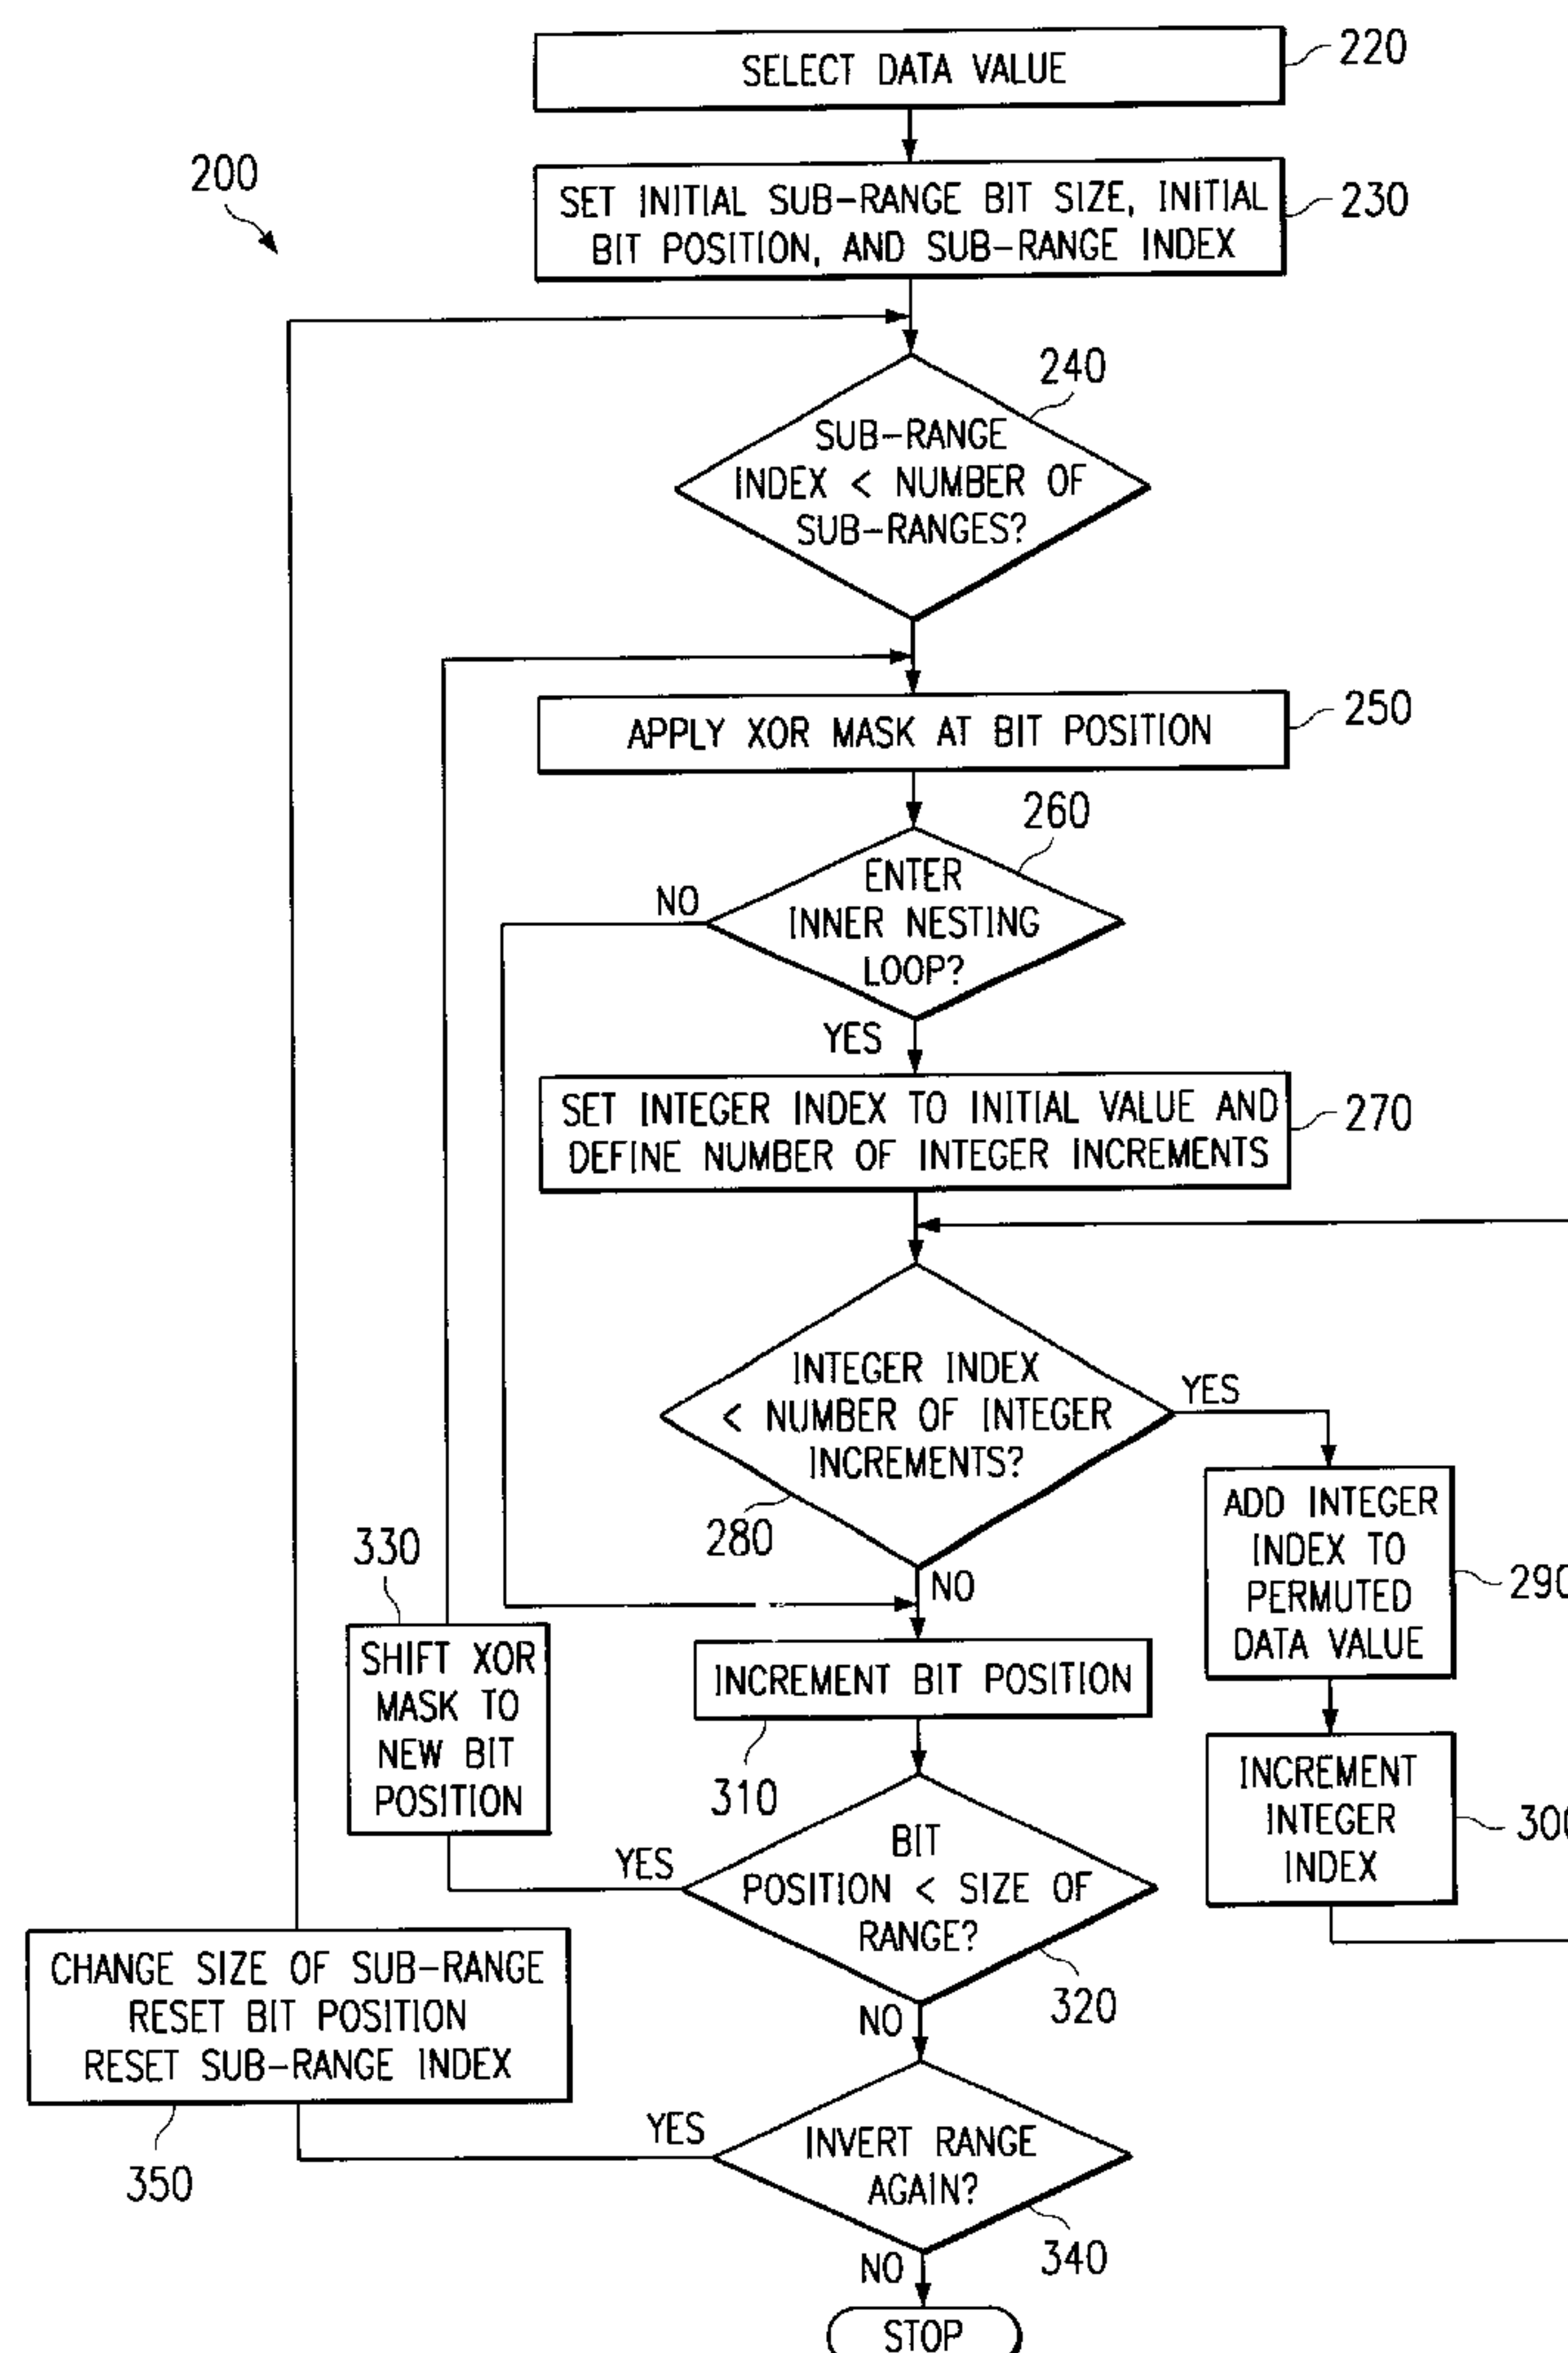 SELECT DATA VALUE
220
200
SET INITIAL SUB-RANGE BIT SIZE, INITIAL
BIT POSITION, AND SUB-RANGE INDEX
230
240
SUB-RANGE
INDEX < NUMBER OF
SUB-RANGES?
APPLY XOR MASK AT BIT POSITION
250
260
ENTER
INNER NESTING
LOOP?
NO
YES
SET INTEGER INDEX TO INITIAL VALUE AND
DEFINE NUMBER OF INTEGER INCREMENTS
270
INTEGER INDEX
< NUMBER OF INTEGER
INCREMENTS?
YES
280
NO
ADD INTEGER
INDEX TO
PERMUTED
DATA VALUE
290
330
SHIFT XOR
MASK TO
NEW BIT
POSITION
INCREMENT BIT POSITION
310
INCREMENT
INTEGER
INDEX
300
BIT
POSITION < SIZE OF
RANGE?
YES
320
NO
CHANGE SIZE OF SUB-RANGE
RESET BIT POSITION
RESET SUB-RANGE INDEX
350
YES
INVERT RANGE
AGAIN?
340
NO
STOP